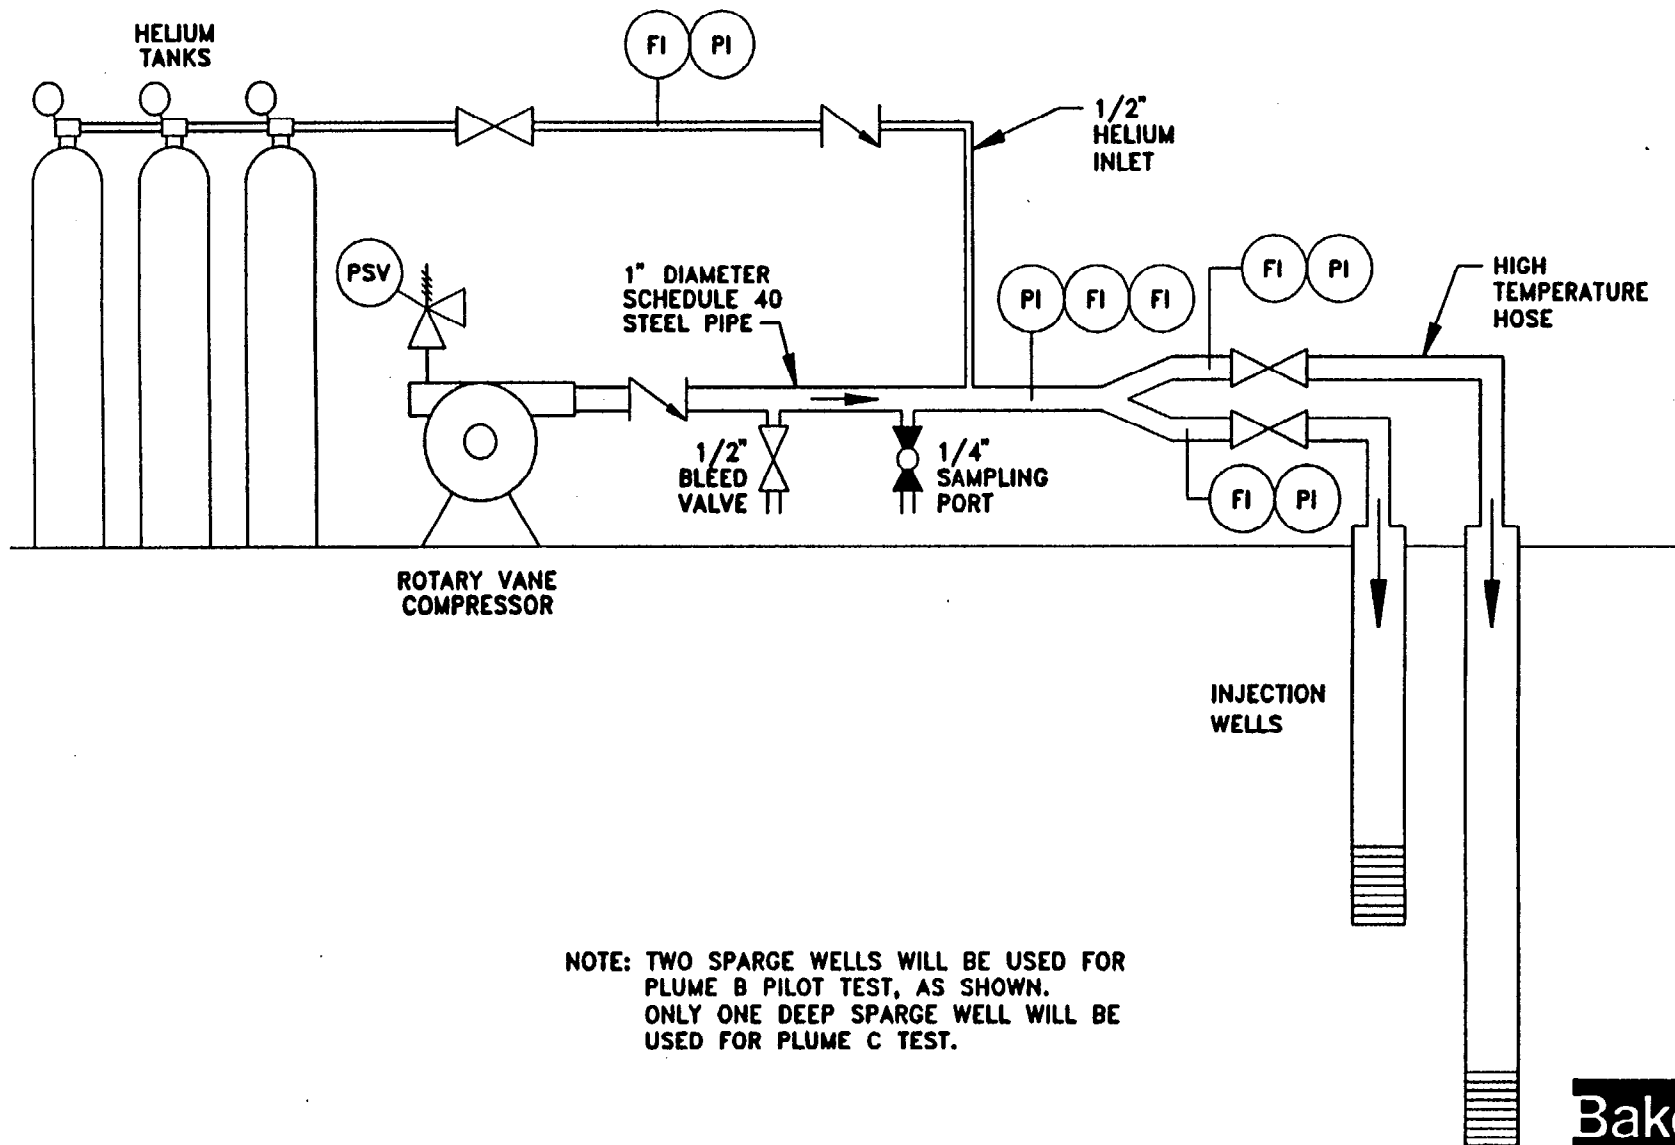 HELIUM
TANKS
FI PI
1/2"
HELIUM
INLET
PSV
1" DIAMETER
SCHEDULE 40
STEEL PIPE
PI FI FI
FI PI
HIGH
TEMPERATURE
HOSE
1/2"
BLEED
VALVE
1/4"
SAMPLING
PORT
FI PI
ROTARY VANE
COMPRESSOR
INJECTION
WELLS
NOTE: TWO SPARGE WELLS WILL BE USED FOR
PLUME B PILOT TEST, AS SHOWN.
ONLY ONE DEEP SPARGE WELL WILL BE
USED FOR PLUME C TEST.